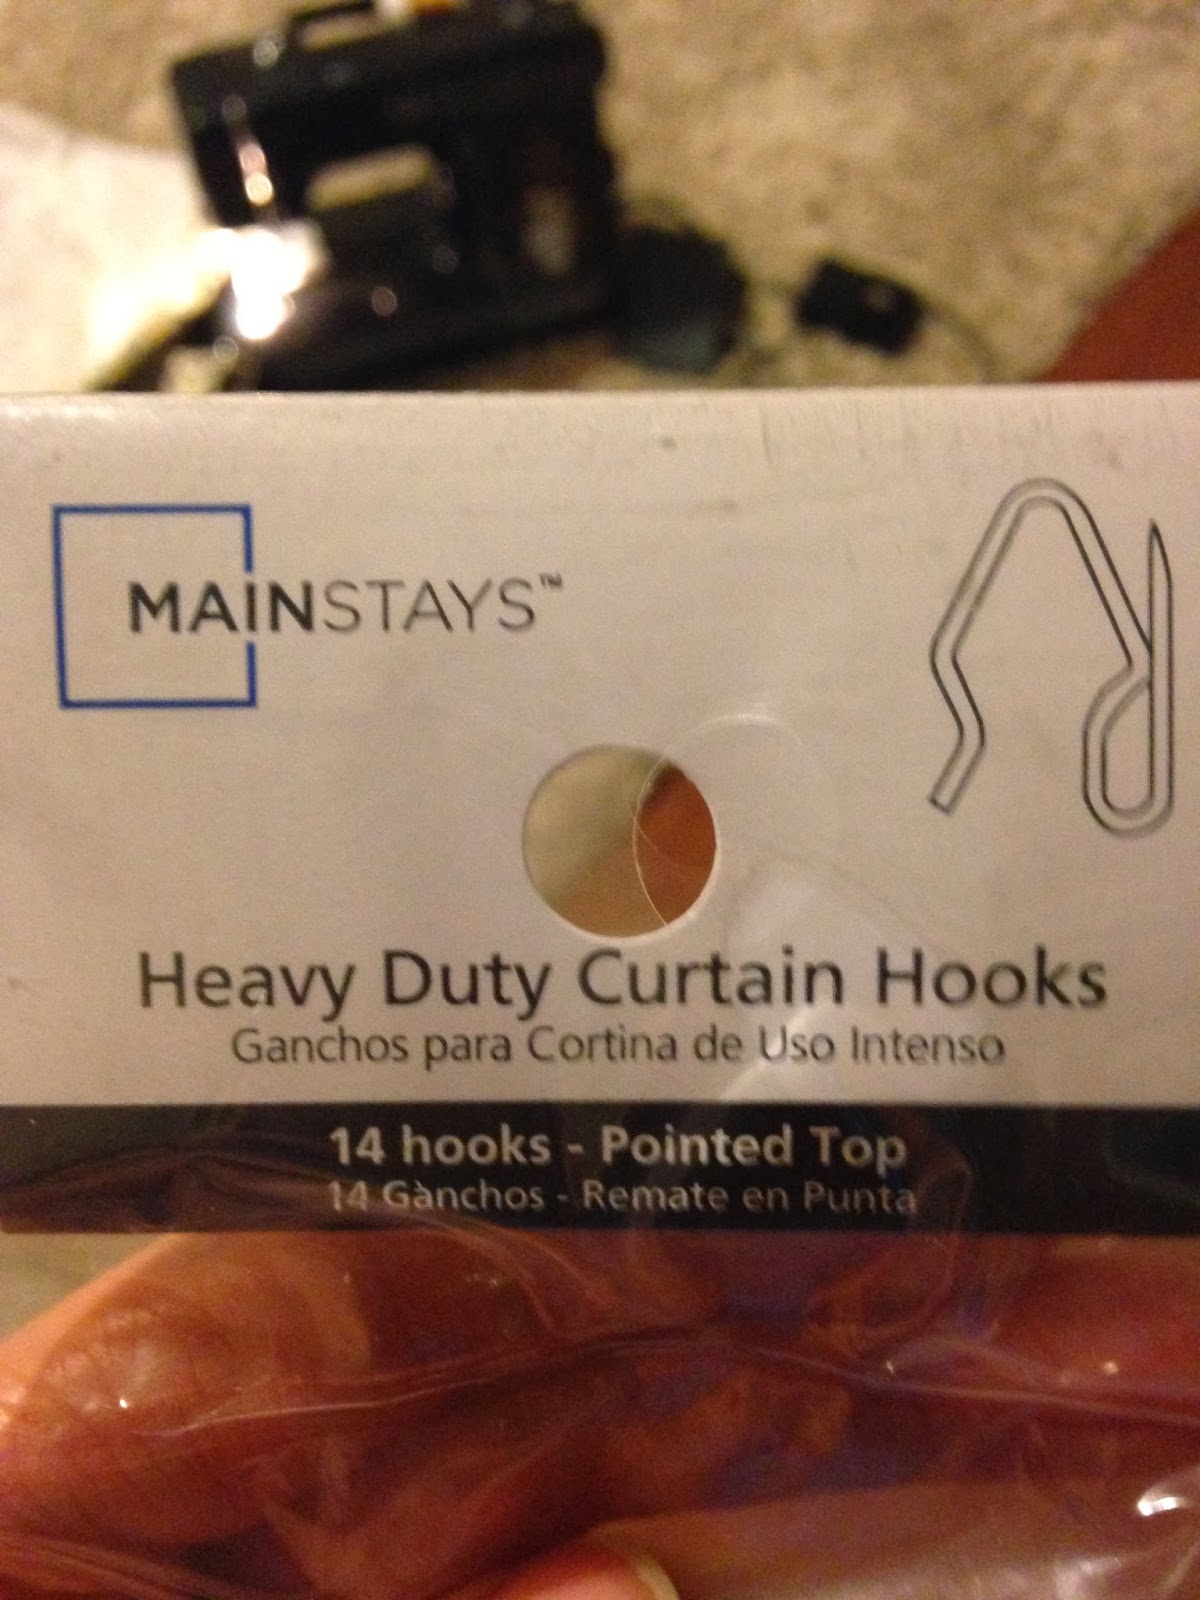 MAINSTAYS™
Heavy Duty Curtain Hooks
Ganchos para Cortina de Uso Intenso
14 hooks - Pointed Top
14 Gànchos - Remate en Punta